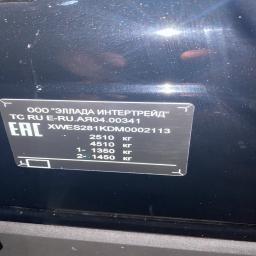 ООО "ЭЛЛАДА ИНТЕРТРЕЙД"
ТС RU Е-RU.АЯ04.00341
EAC XWES281KDM0002113
2510 кг
4510 кг
1- 1350 кг
2- 1450 кг